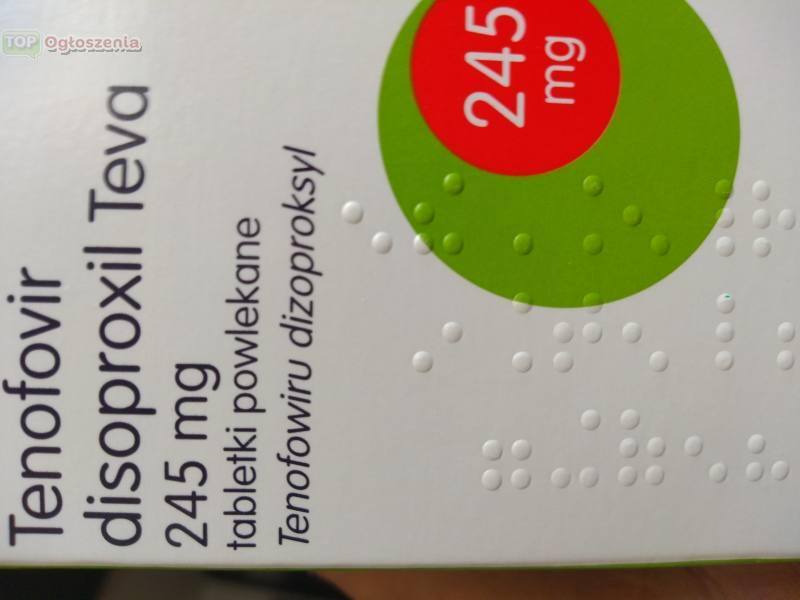 TOP Ogłoszenia
Tenofovir
disoproxil Teva
245 mg
tabletki powlekane
Tenofowiru dizoproksyl
245
mg